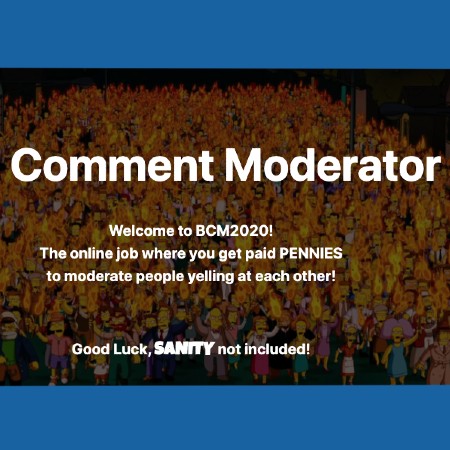 Comment Moderator
Welcome to BCM2020!
The online job where you get paid PENNIES
to moderate people yelling at each other!
Good Luck, SANITY not included!